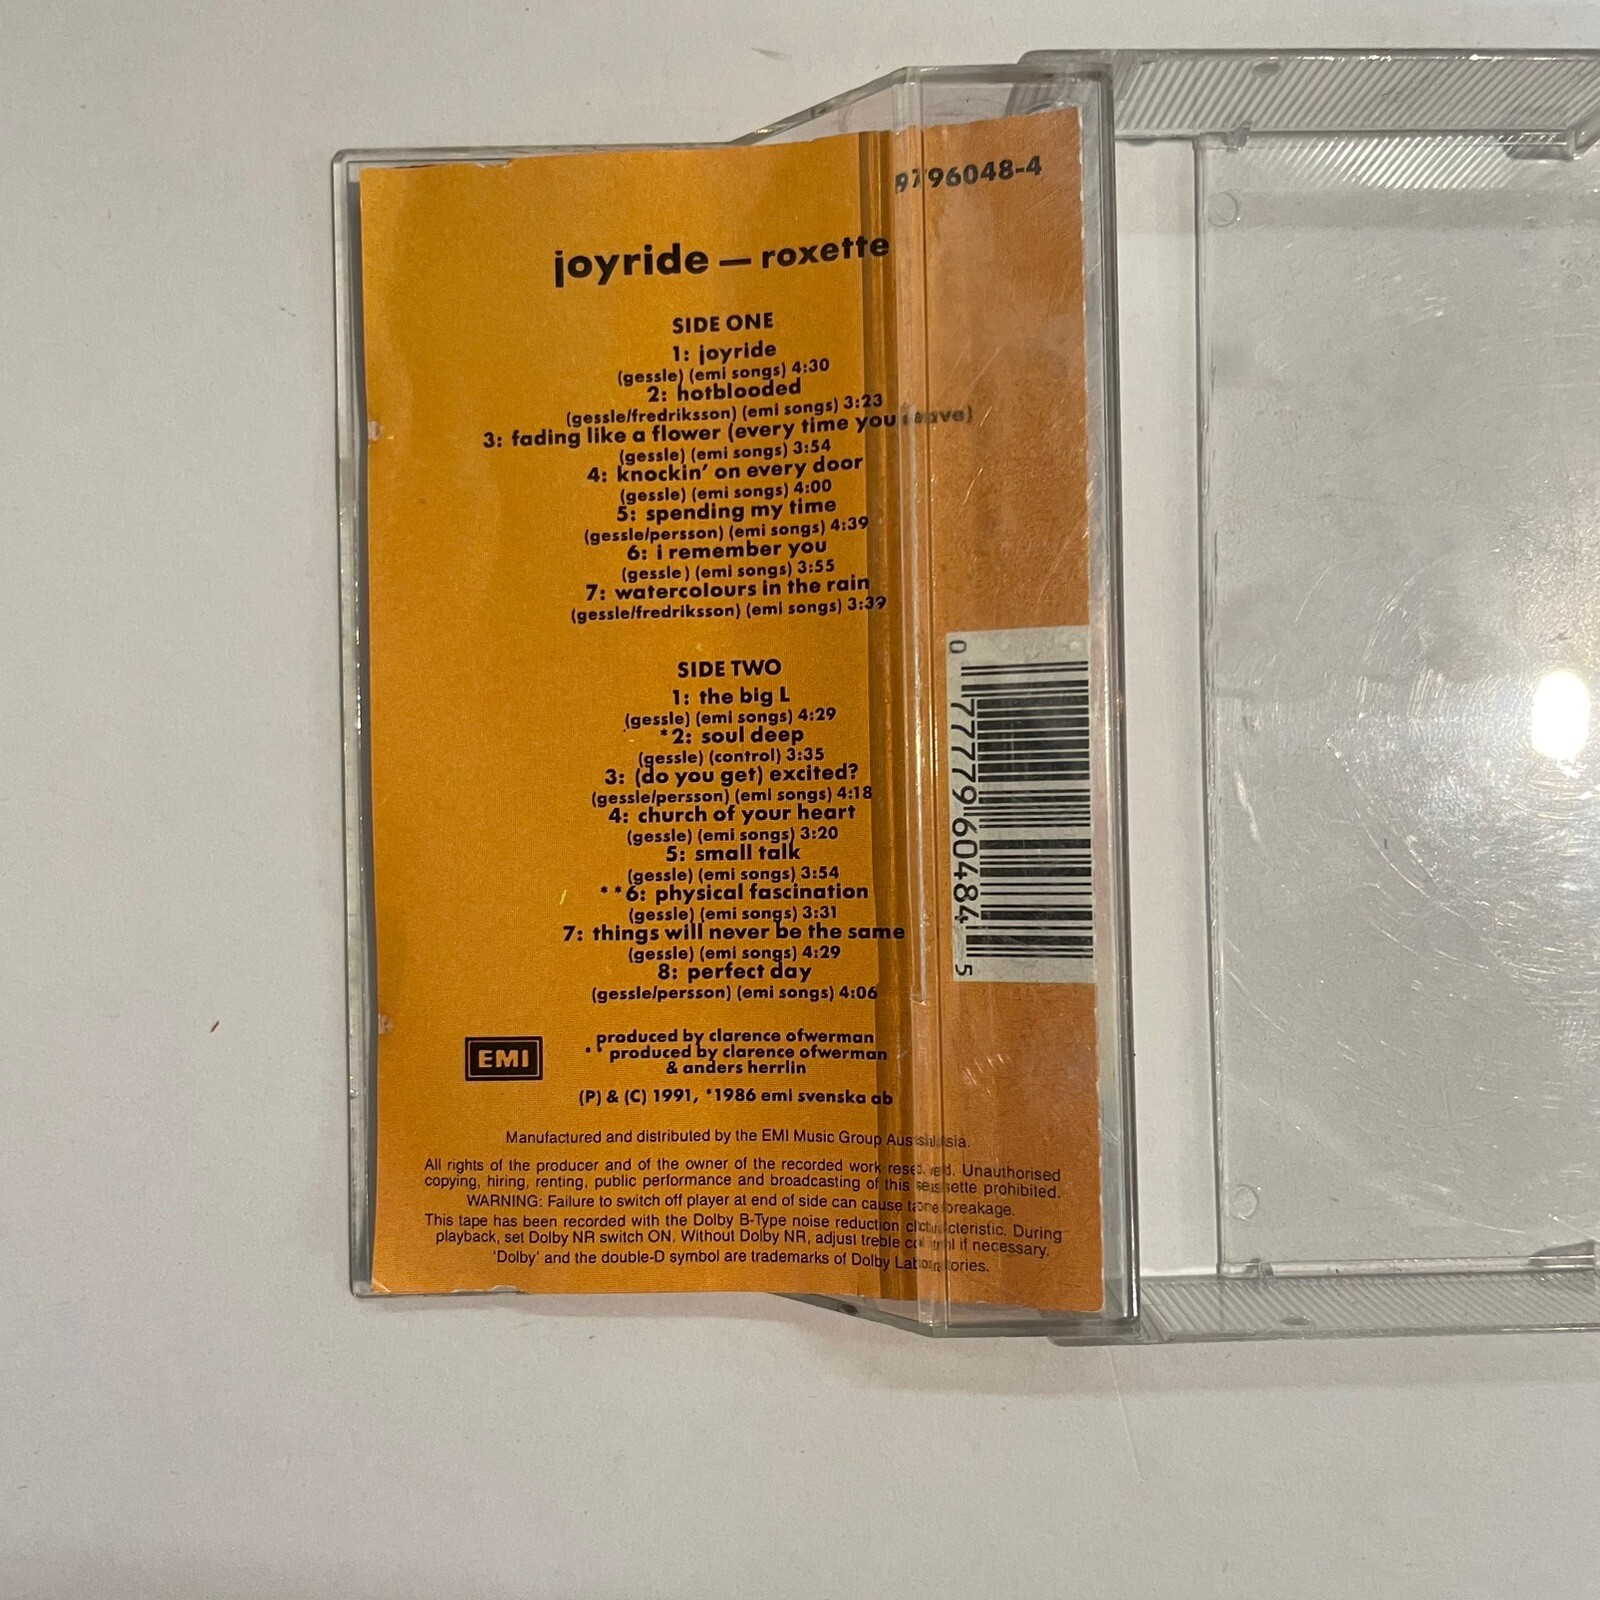 9796048-4
joyride — roxette
SIDE ONE
1: joyride
(gessle) (emi songs) 4:30
2: hotblooded
(gessle/fredriksson) (emi songs) 3:23
3: fading like a flower (every time you leave)
(gessle) (emi songs) 3:54
4: knockin' on every door
(gessle) (emi songs) 4:00
5: spending my time
(gessle/persson) (emi songs) 4:39
6: i remember you
(gessle) (emi songs) 3:55
7: watercolours in the rain
(gessle/fredriksson) (emi songs) 3:39
SIDE TWO
1: the big L
(gessle) (emi songs) 4:29
*2: soul deep
(gessle) (control) 3:35
3: (do you get) excited?
(gessle/persson) (emi songs) 4:18
4: church of your heart
(gessle) (emi songs) 3:20
5: small talk
(gessle) (emi songs) 3:54
**6: physical fascination
(gessle) (emi songs) 3:31
7: things will never be the same
(gessle) (emi songs) 4:29
8: perfect day
(gessle/persson) (emi songs) 4:06
0 77779 60484 5
EMI
produced by clarence ofwerman
** produced by clarence ofwerman
& anders herrlin
(P) & (C) 1991, *1986 emi svenska ab
Manufactured and distributed by the EMI Music Group Australasia.
All rights of the producer and of the owner of the recorded work reserved. Unauthorised
copying, hiring, renting, public performance and broadcasting of this cassette prohibited.
WARNING: Failure to switch off player at end of side can cause tape breakage.
This tape has been recorded with the Dolby B-Type noise reduction characteristic. During
playback, set Dolby NR switch ON. Without Dolby NR, adjust treble control if necessary.
'Dolby' and the double-D symbol are trademarks of Dolby Laboratories.